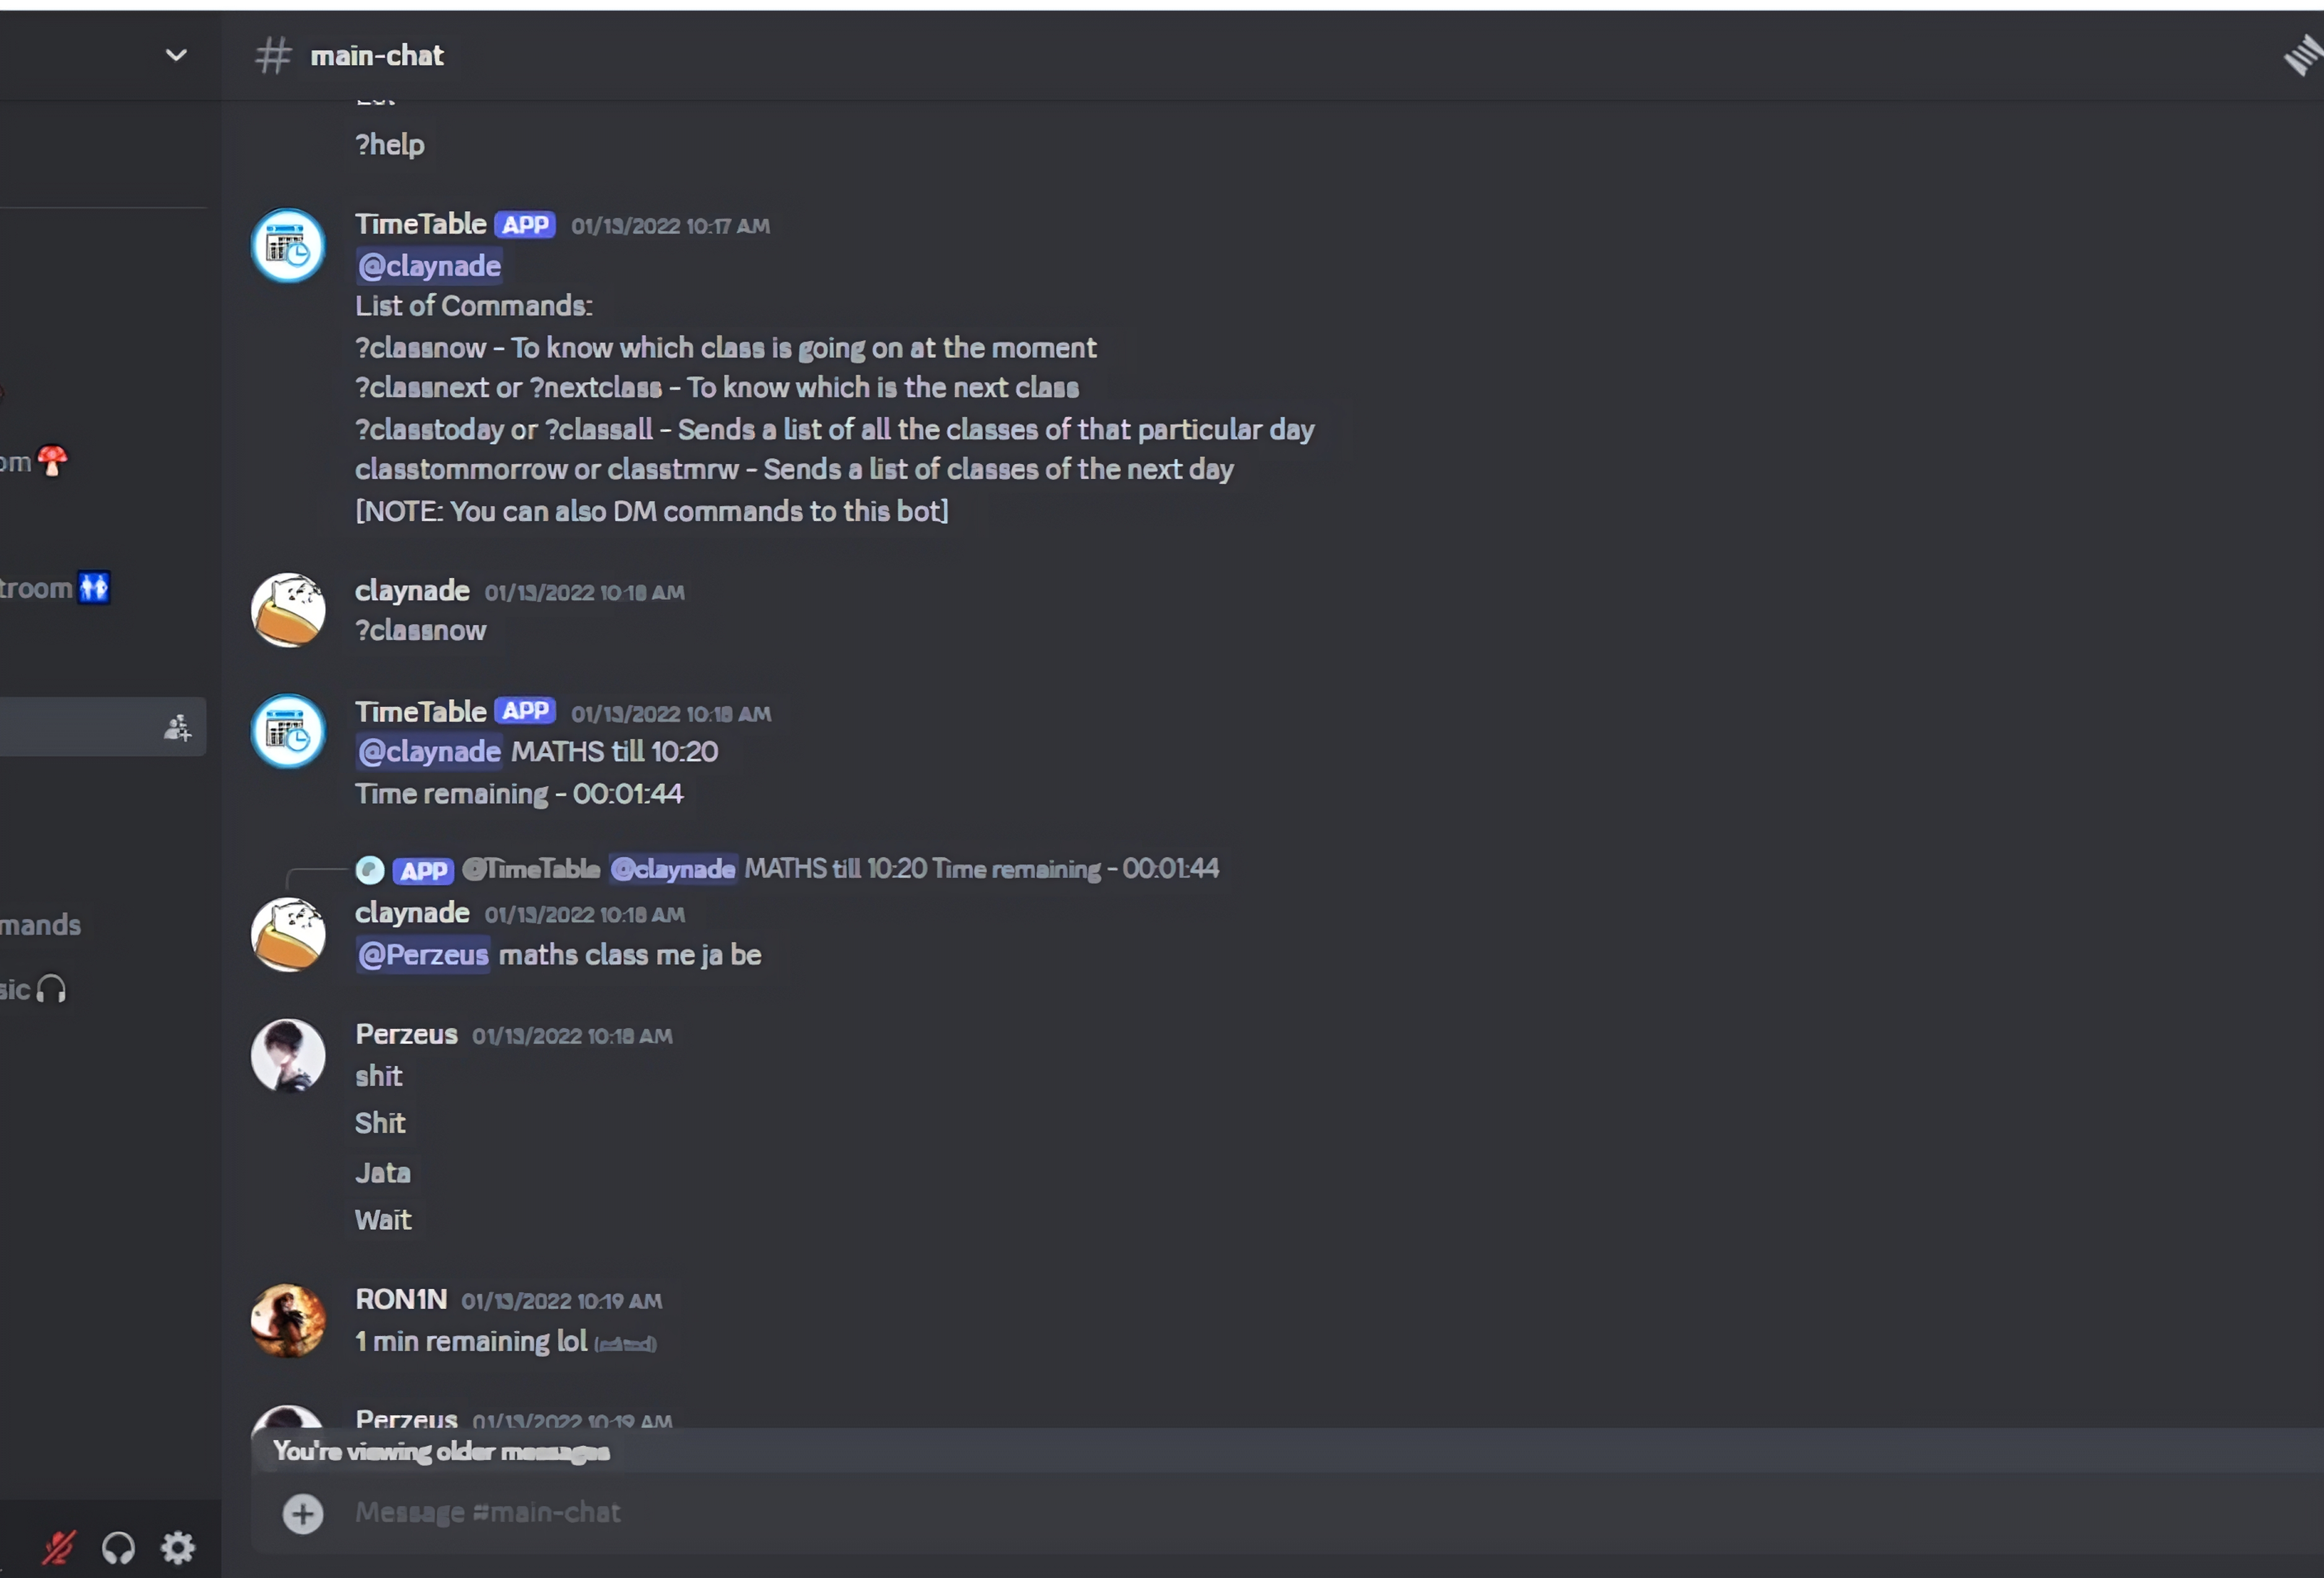 main-chat
?help
TimeTable APP 01/13/2022 10:17 AM
@claynade
List of Commands:
?classnow - To know which class is going on at the moment
?classnext or ?nextclass - To know which is the next class
?classtoday or ?classall - Sends a list of all the classes of that particular day
om
classtommorrow or classtmrw - Sends a list of classes of the next day
[NOTE: You can also DM commands to this bot]
troom
claynade 01/13/2022 10:18 AM
?classnow
TimeTable APP 01/13/2022 10:18 AM
@claynade MATHS till 10:20
Time remaining - 00:01:44
APP @TimeTable @claynade MATHS till 10:20 Time remaining - 00:01:44
claynade 01/13/2022 10:18 AM
mands
@Perzeus maths class me ja be
sic
Perzeus 01/13/2022 10:18 AM
shit
Shit
Jata
Wait
RON1N 01/13/2022 10:19 AM
1 min remaining lol (edited)
Perzeus 01/13/2022 10:19 AM
You're viewing older messages
Message #main-chat